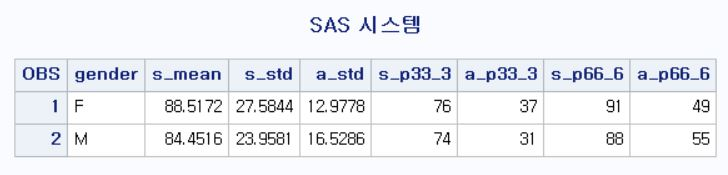 SAS 시스템
OBS gender s_mean s_std a_std s_p33_3 a_p33_3 s_p66_6 a_p66_6
1 F 88.5172 27.5844 12.9778 76 37 91 49
2 M 84.4516 23.9581 16.5286 74 31 88 55